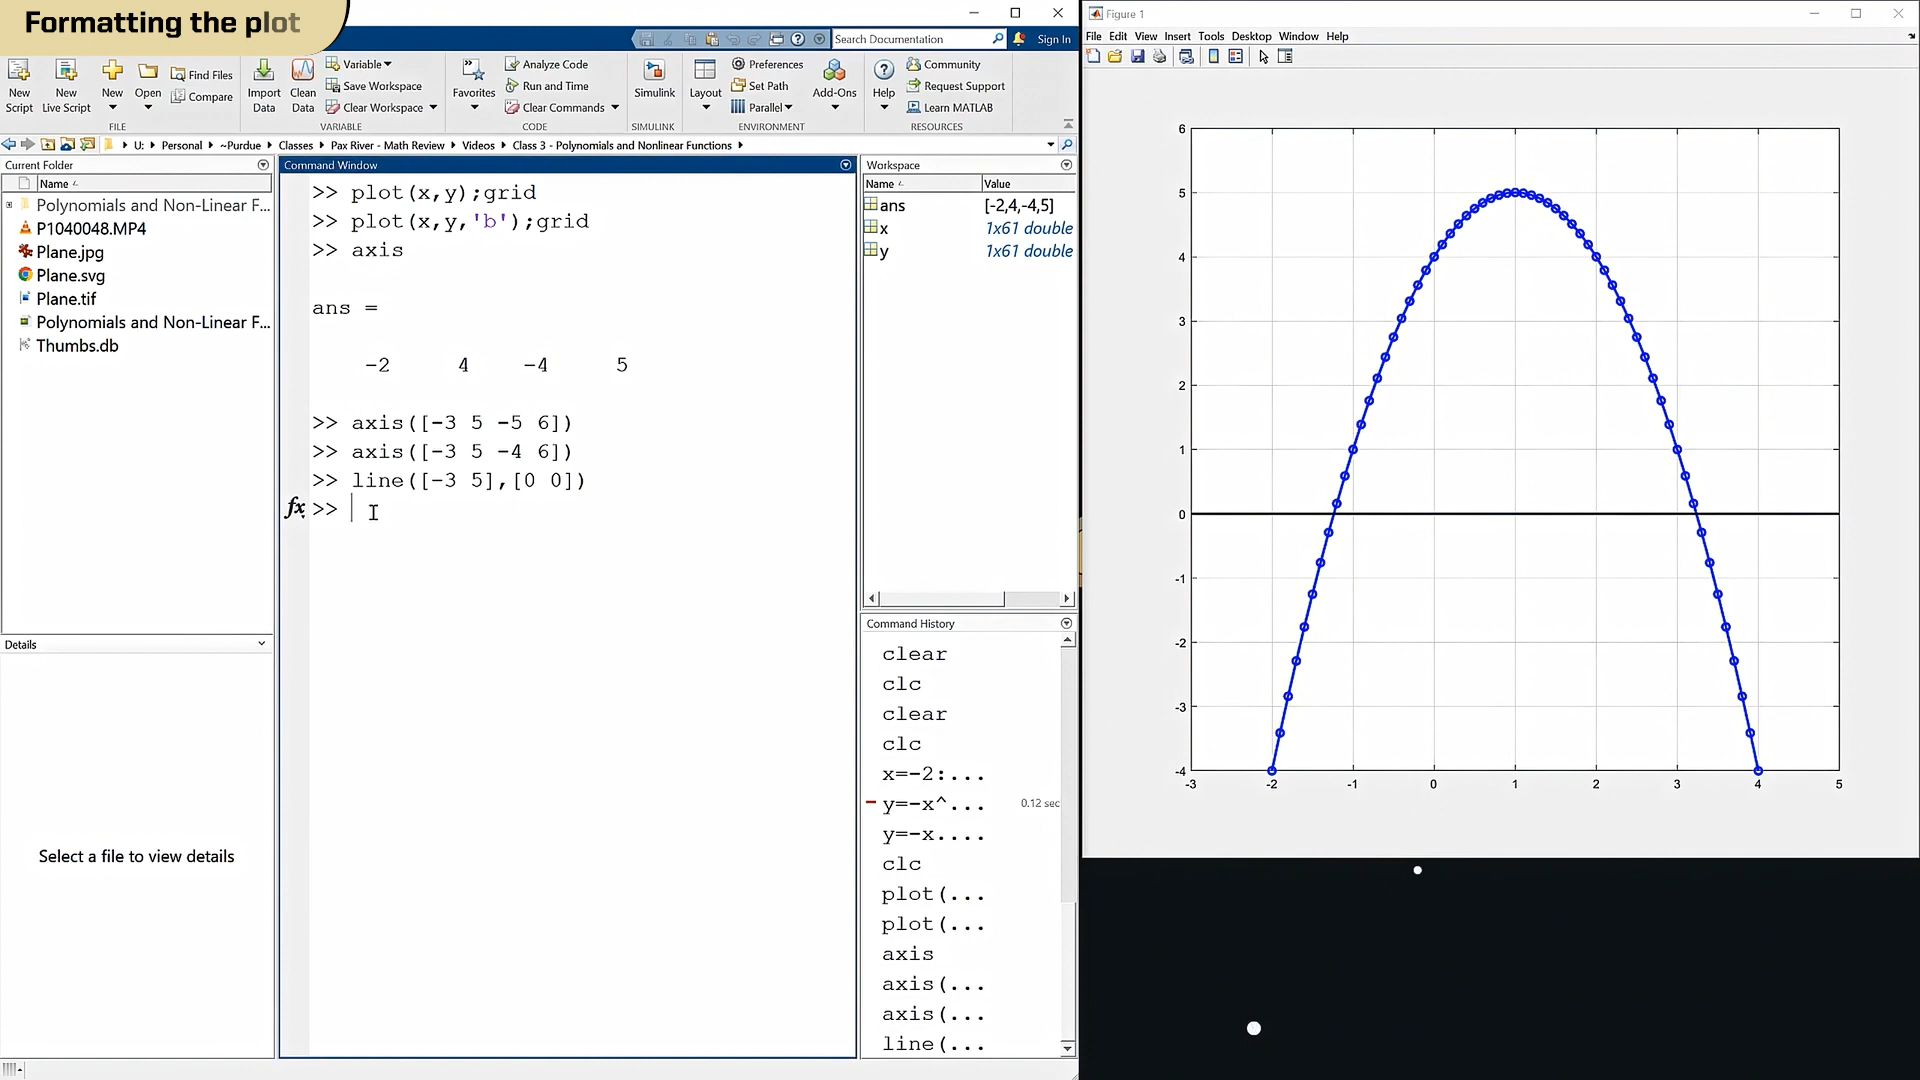 Formatting the plot
Search Documentation
Sign In
New Script
New Live Script
New
Open
Find Files
Compare
Import Data
Clean Data
Variable
Save Workspace
Clear Workspace
Favorites
Analyze Code
Run and Time
Clear Commands
Simulink
Layout
Preferences
Set Path
Parallel
Add-Ons
Help
Community
Request Support
Learn MATLAB
FILE
VARIABLE
CODE
SIMULINK
ENVIRONMENT
RESOURCES
U: Personal ~Purdue Classes Pax River - Math Review Videos Class 3 - Polynomials and Nonlinear Functions
Current Folder
Name
Polynomials and Non-Linear F...
P1040048.MP4
Plane.jpg
Plane.svg
Plane.tif
Polynomials and Non-Linear F...
Thumbs.db
Details
Select a file to view details
Command Window
>> plot(x,y);grid
>> plot(x,y,'b');grid
>> axis
ans =
-2 4 -4 5
>> axis([-3 5 -5 6])
>> axis([-3 5 -4 6])
>> line([-3 5],[0 0])
fx >>
Workspace
Name Value
ans [-2,4,-4,5]
x 1x61 double
y 1x61 double
Command History
clear
clc
clear
clc
x=-2:...
y=-x^... 0.12 sec
y=-x....
clc
plot(...
plot(...
axis
axis(...
axis(...
line(...
Figure 1
File Edit View Insert Tools Desktop Window Help
6
5
4
3
2
1
0
-1
-2
-3
-4
-3 -2 -1 0 1 2 3 4 5